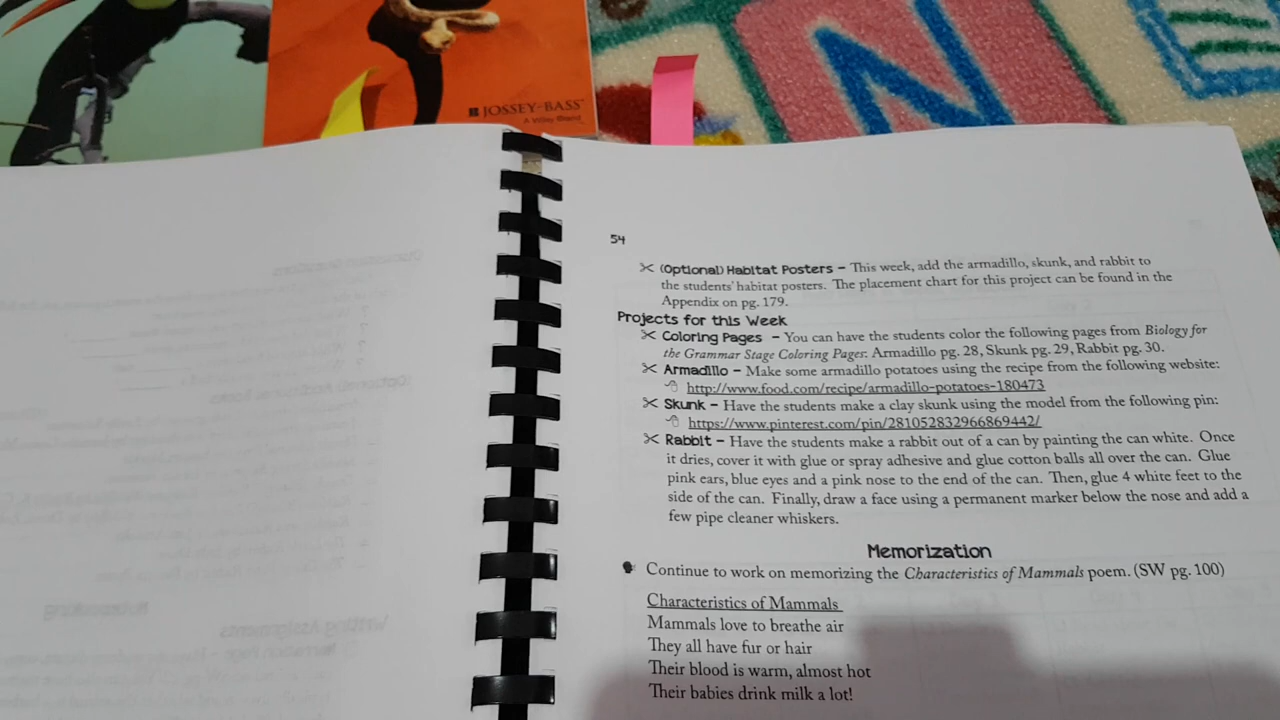 JOSSEY-BASS
A Wiley Brand
N
54
(Optional) Habitat Posters – This week, add the armadillo, skunk, and rabbit to
the students' habitat posters. The placement chart for this project can be found in the
Appendix on pg. 179.
Projects for this Week
Coloring Pages – You can have the students color the following pages from Biology for
the Grammar Stage Coloring Pages: Armadillo pg. 28, Skunk pg. 29, Rabbit pg. 30.
Armadillo – Make some armadillo potatoes using the recipe from the following website:
http://www.food.com/recipe/armadillo-potatoes-180473
Skunk – Have the students make a clay skunk using the model from the following pin:
https://www.pinterest.com/pin/281052832966869442/
Rabbit – Have the students make a rabbit out of a can by painting the can white. Once
it dries, cover it with glue or spray adhesive and glue cotton balls all over the can. Glue
pink ears, blue eyes and a pink nose to the end of the can. Then, glue 4 white feet to the
side of the can. Finally, draw a face using a permanent marker below the nose and add a
few pipe cleaner whiskers.
Memorization
Continue to work on memorizing the Characteristics of Mammals poem. (SW pg. 100)
Characteristics of Mammals
Mammals love to breathe air
They all have fur or hair
Their blood is warm, almost hot
Their babies drink milk a lot!